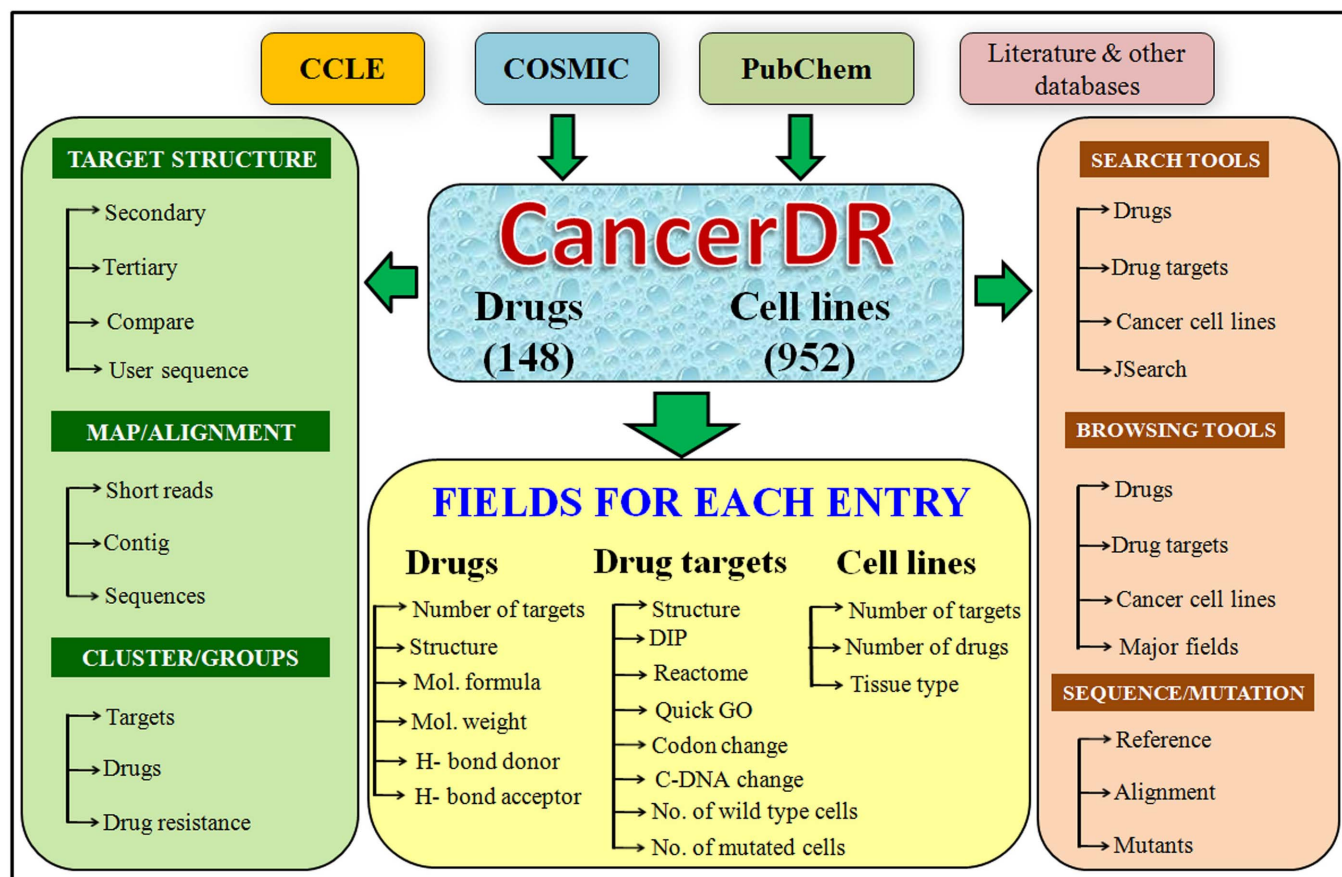 CCLE
COSMIC
PubChem
Literature & other
databases
TARGET STRUCTURE
Secondary
Tertiary
Compare
User sequence
MAP/ALIGNMENT
Short reads
Contig
Sequences
CLUSTER/GROUPS
Targets
Drugs
Drug resistance
CancerDR
Drugs
(148)
Cell lines
(952)
FIELDS FOR EACH ENTRY
Drugs
Number of targets
Structure
Mol. formula
Mol. weight
H- bond donor
H- bond acceptor
Drug targets
Structure
DIP
Reactome
Quick GO
Codon change
C-DNA change
No. of wild type cells
No. of mutated cells
Cell lines
Number of targets
Number of drugs
Tissue type
SEARCH TOOLS
Drugs
Drug targets
Cancer cell lines
JSearch
BROWSING TOOLS
Drugs
Drug targets
Cancer cell lines
Major fields
SEQUENCE/MUTATION
Reference
Alignment
Mutants